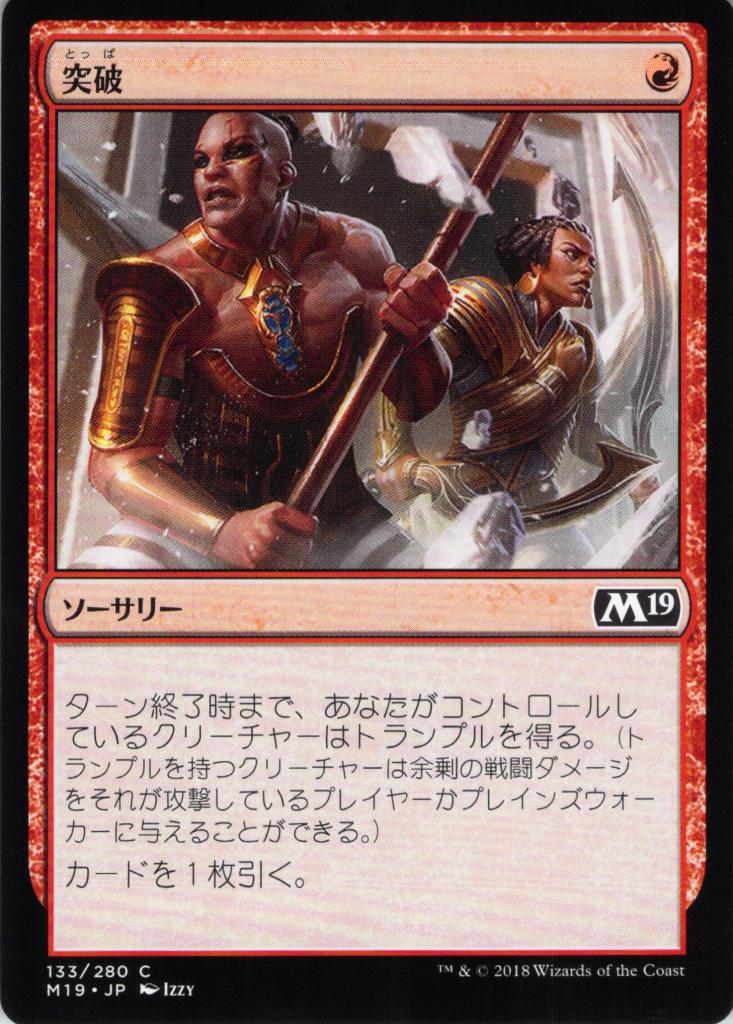 とっぱ
突破
ソーサリー
M19
ターン終了時まで、あなたがコントロールし
ているクリーチャーはトランプルを得る。（ト
ランプルを持つクリーチャーは余剰の戦闘ダメージ
をそれが攻撃しているプレイヤーかプレインズウォー
カーに与えることができる。）
カードを１枚引く。
133/280 C
M19・JP Izzy
™ & © 2018 Wizards of the Coast